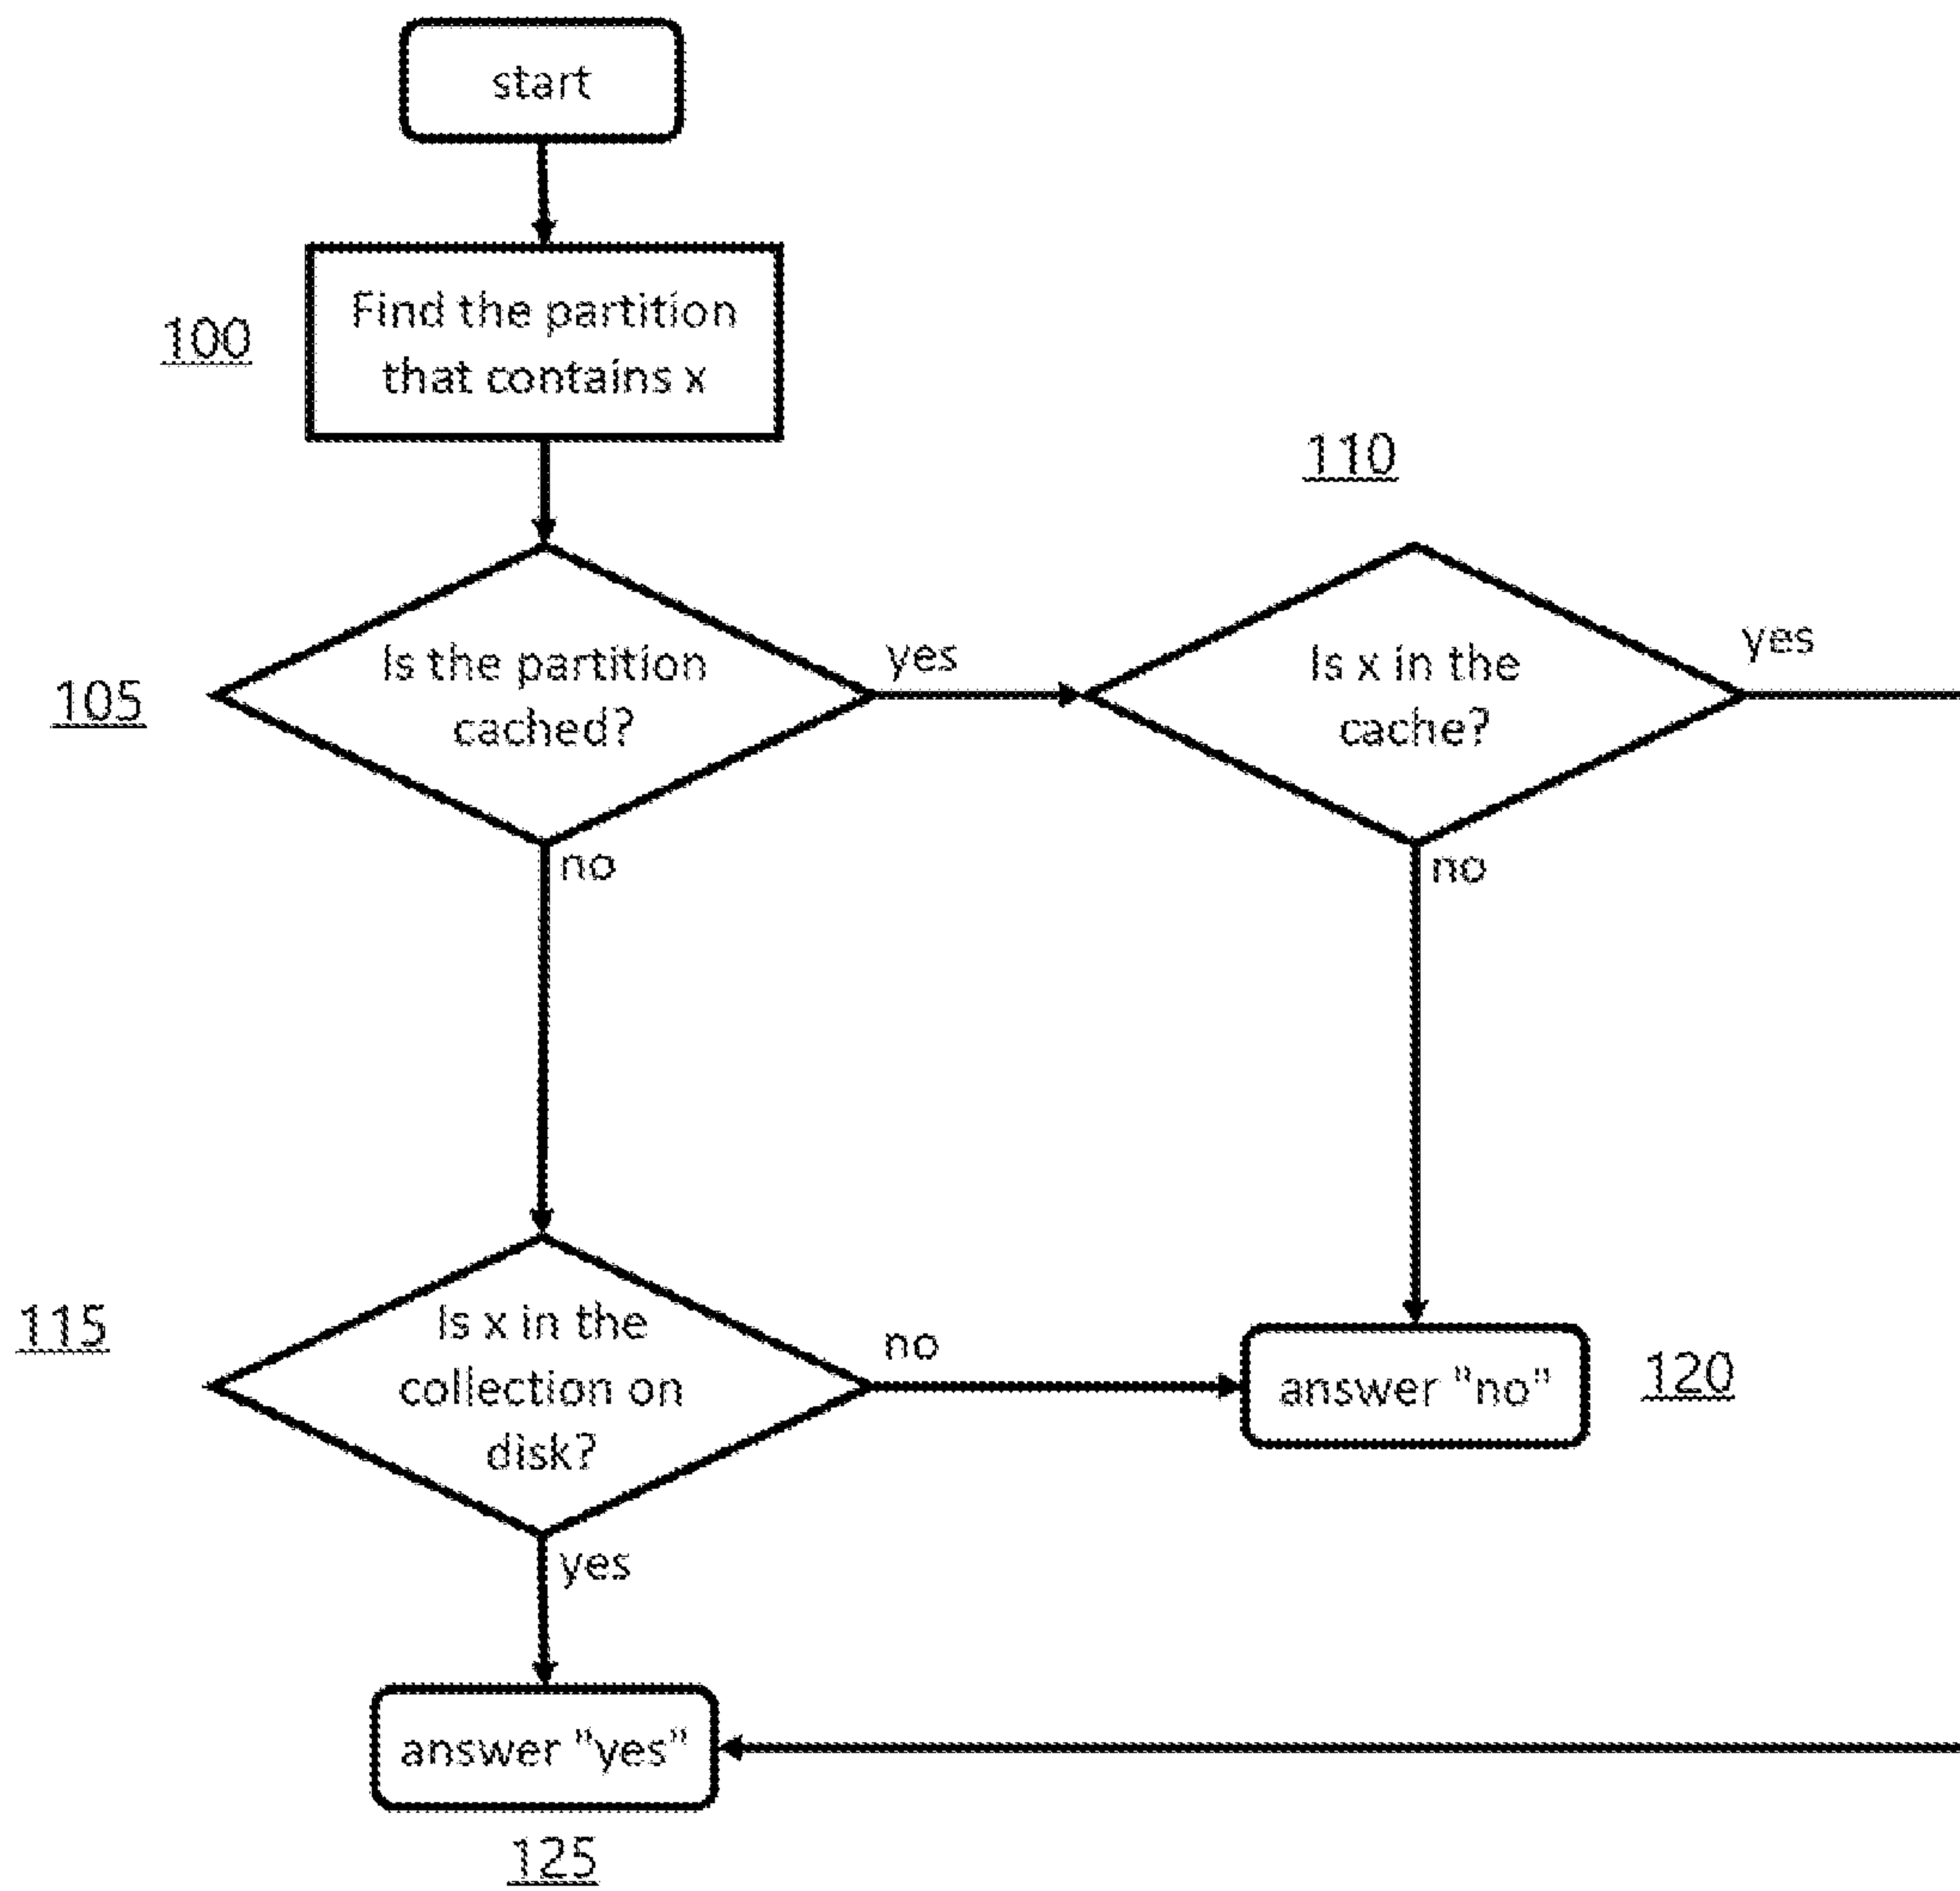 start
100
Find the partition
that contains x
110
105
Is the partition
cached?
yes
no
Is x in the
cache?
yes
no
115
Is x in the
collection on
disk?
no
yes
answer "no"
120
answer "yes"
125